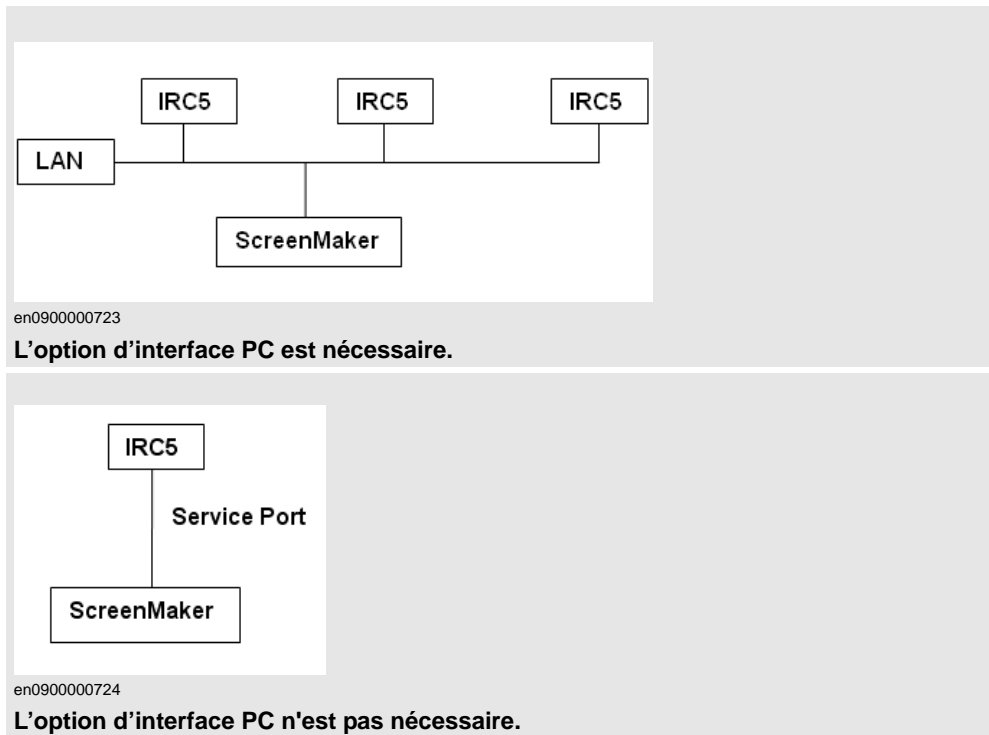 IRC5 IRC5 IRC5
LAN
ScreenMaker
en0900000723
L’option d’interface PC est nécessaire.
IRC5
Service Port
ScreenMaker
en0900000724
L’option d’interface PC n'est pas nécessaire.